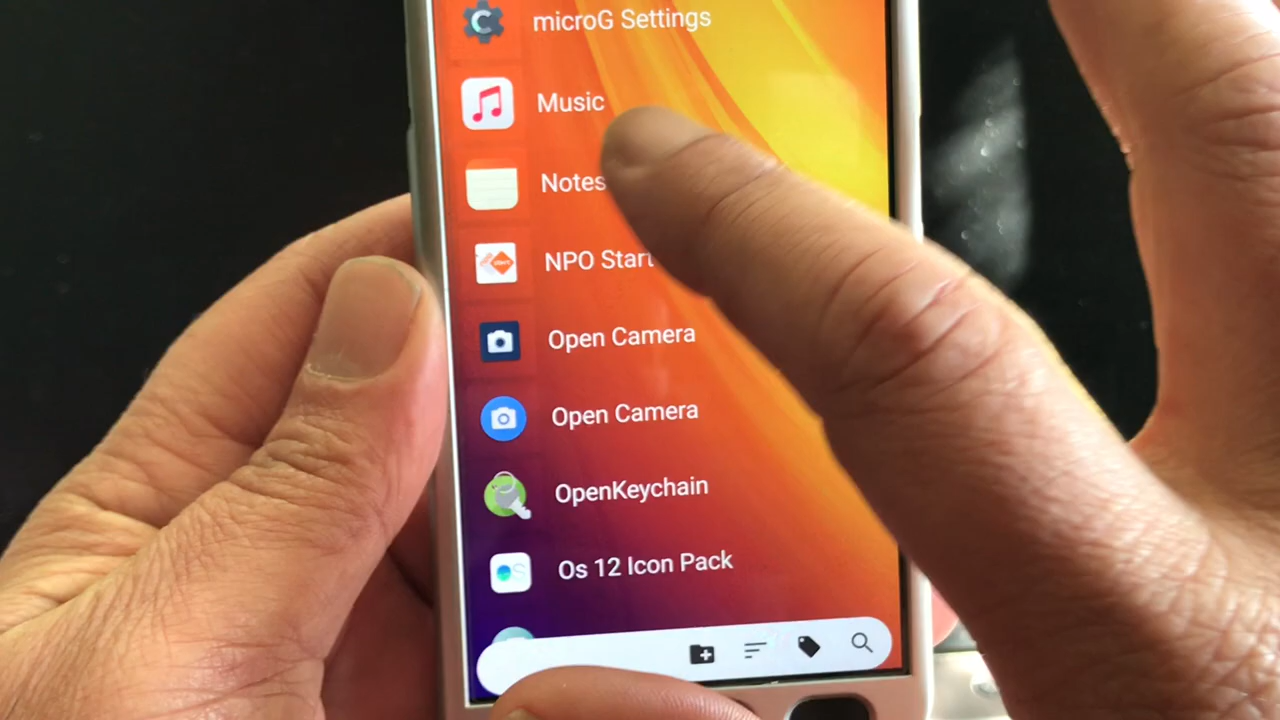 microG Settings
Music
Notes
NPO Start
Open Camera
Open Camera
OpenKeychain
Os 12 Icon Pack